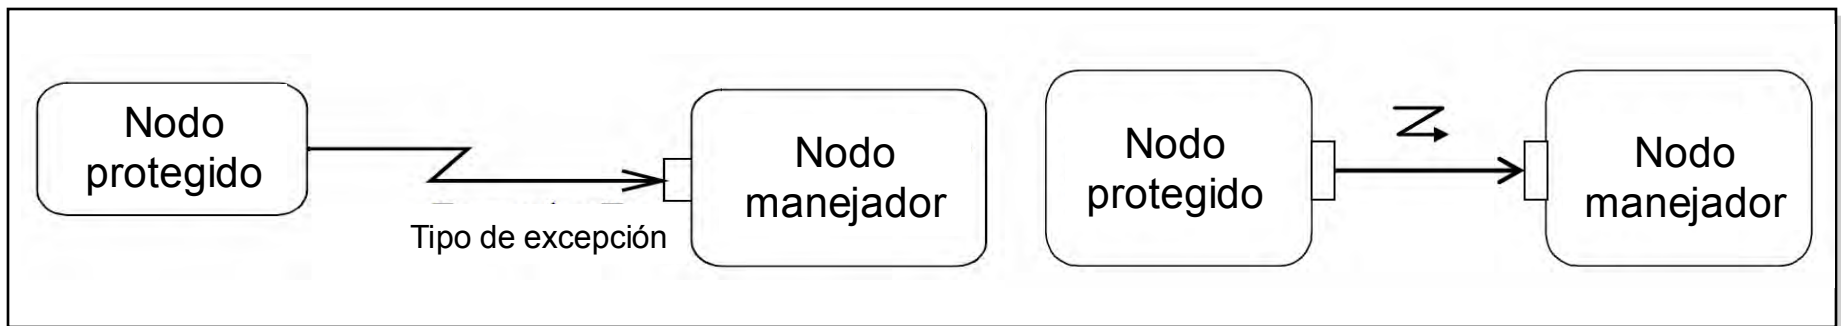 Nodo
protegido
Tipo de excepción
Nodo
manejador
Nodo
protegido
Nodo
manejador